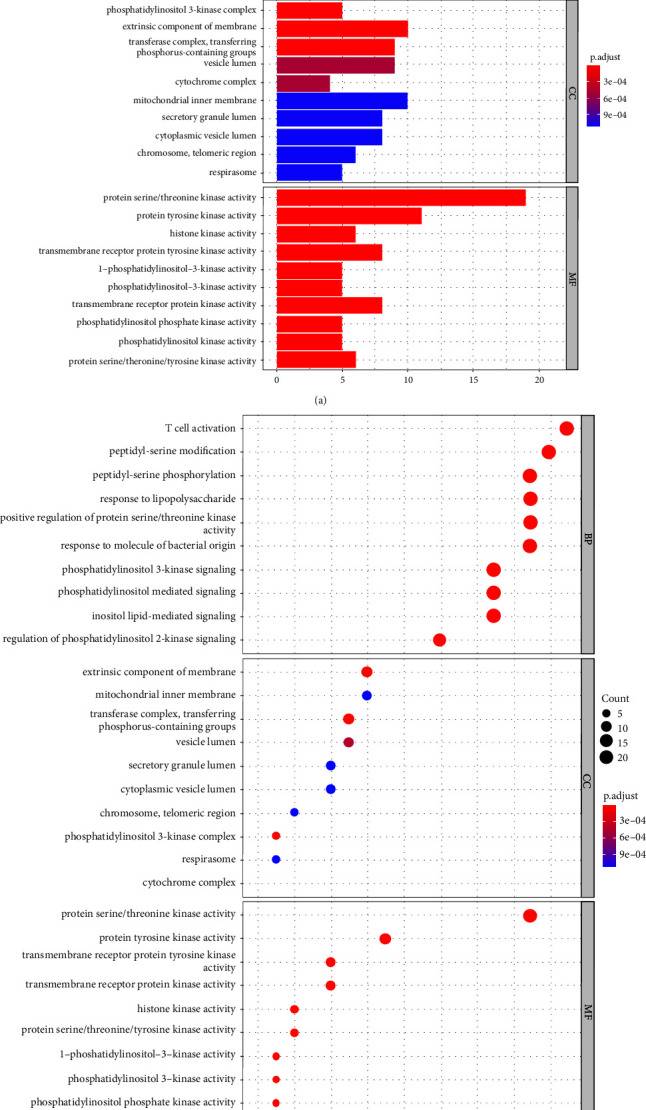 phosphatidylinositol 3-kinase complex
extrinsic component of membrane
transferase complex, transferring
phosphorus-containing groups
vesicle lumen
cytochrome complex
mitochondrial inner membrane
secretory granule lumen
cytoplasmic vesicle lumen
chromosome, telomeric region
respirasome
CC
p.adjust
3e-04
6e-04
9e-04
protein serine/threonine kinase activity
protein tyrosine kinase activity
histone kinase activity
transmembrane receptor protein tyrosine kinase activity
1-phosphatidylinositol-3-kinase activity
phosphatidylinositol-3-kinase activity
transmembrane receptor protein kinase activity
phosphatidylinositol phosphate kinase activity
phosphatidylinositol kinase activity
protein serine/theronine/tyrosine kinase activity
MF
0 5 10 15 20
(a)
T cell activation
peptidyl-serine modification
peptidyl-serine phosphorylation
response to lipopolysaccharide
positive regulation of protein serine/threonine kinase
activity
response to molecule of bacterial origin
phosphatidylinositol 3-kinase signaling
phosphatidylinositol mediated signaling
inositol lipid-mediated signaling
regulation of phosphatidylinositol 2-kinase signaling
BP
extrinsic component of membrane
mitochondrial inner membrane
transferase complex, transferring
phosphorus-containing groups
vesicle lumen
secretory granule lumen
cytoplasmic vesicle lumen
chromosome, telomeric region
phosphatidylinositol 3-kinase complex
respirasome
cytochrome complex
CC
Count
5
10
15
20
p.adjust
3e-04
6e-04
9e-04
protein serine/threonine kinase activity
protein tyrosine kinase activity
transmembrane receptor protein tyrosine kinase
activity
transmembrane receptor protein kinase activity
histone kinase activity
protein serine/threonine/tyrosine kinase activity
1-phoshatidylinositol-3-kinase activity
phosphatidylinositol 3-kinase activity
phosphatidylinositol phosphate kinase activity
MF